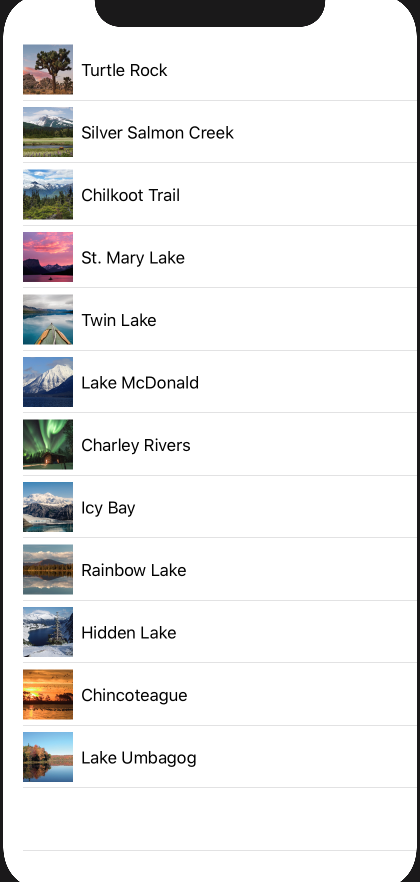 Turtle Rock
Silver Salmon Creek
Chilkoot Trail
St. Mary Lake
Twin Lake
Lake McDonald
Charley Rivers
Icy Bay
Rainbow Lake
Hidden Lake
Chincoteague
Lake Umbagog